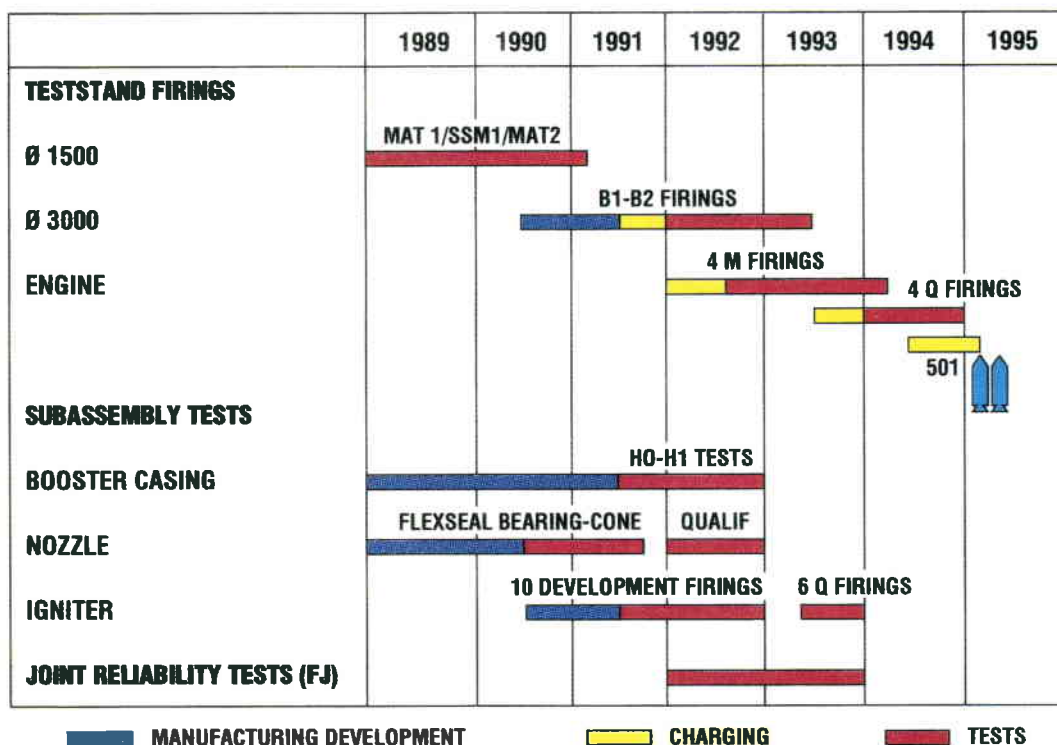 1989 1990 1991 1992 1993 1994 1995
TESTSTAND FIRINGS
MAT 1/SSM1/MAT2
Ø 1500
B1-B2 FIRINGS
Ø 3000
4 M FIRINGS
ENGINE
4 Q FIRINGS
501
SUBASSEMBLY TESTS
HO-H1 TESTS
BOOSTER CASING
FLEXSEAL BEARING-CONE QUALIF
NOZZLE
10 DEVELOPMENT FIRINGS 6 Q FIRINGS
IGNITER
JOINT RELIABILITY TESTS (FJ)
MANUFACTURING DEVELOPMENT CHARGING TESTS